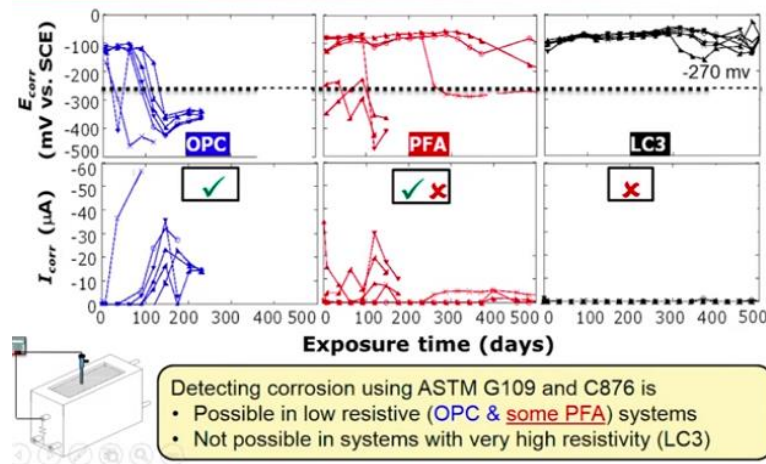 E_corr (mV vs. SCE)
0
-100
-200
-300
-400
-500
OPC
PFA
LC3
-270 mv
I_corr (µA)
-60
-50
-40
-30
-20
-10
0
0 100 200 300 400 500
0 100 200 300 400 500
0 100 200 300 400 500
Exposure time (days)
Detecting corrosion using ASTM G109 and C876 is
• Possible in low resistive (OPC & some PFA) systems
• Not possible in systems with very high resistivity (LC3)